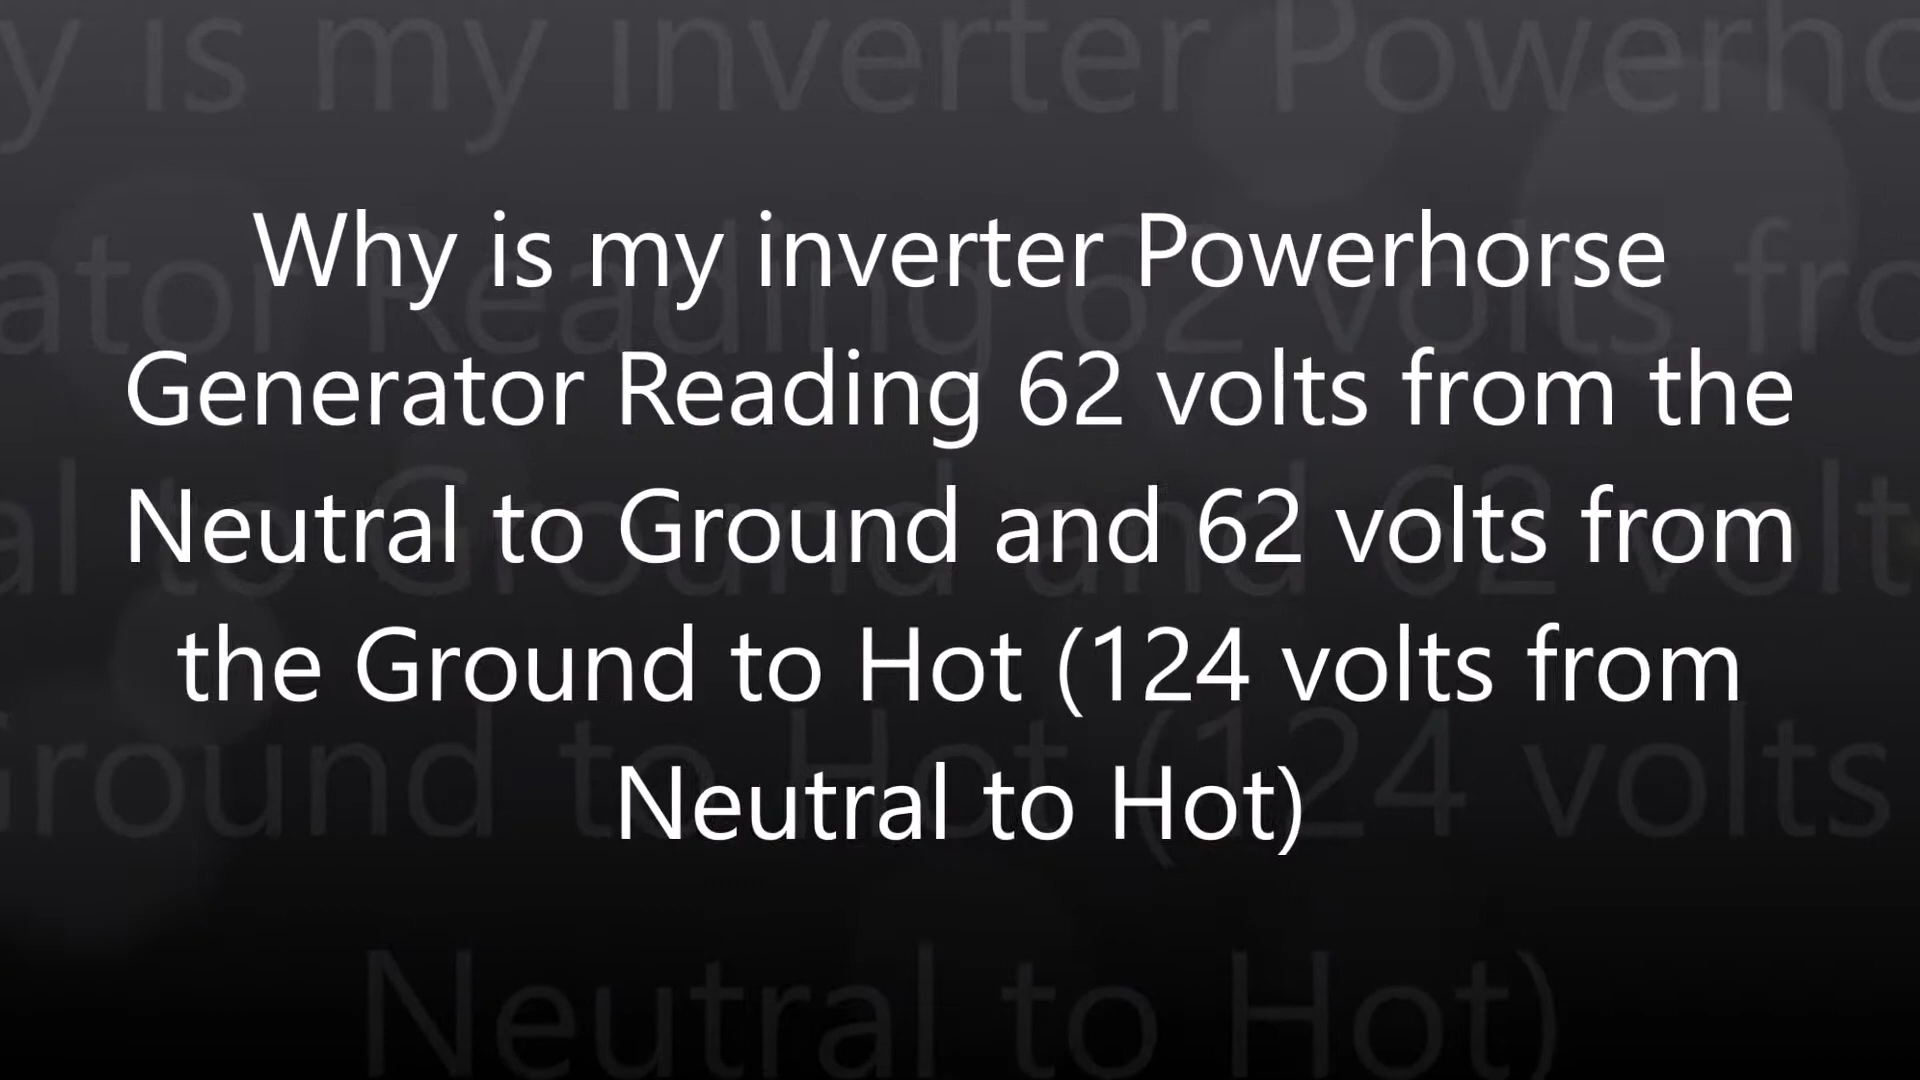 Why is my inverter Powerhorse
Generator Reading 62 volts from the
Neutral to Ground and 62 volts from
the Ground to Hot (124 volts from
Neutral to Hot)